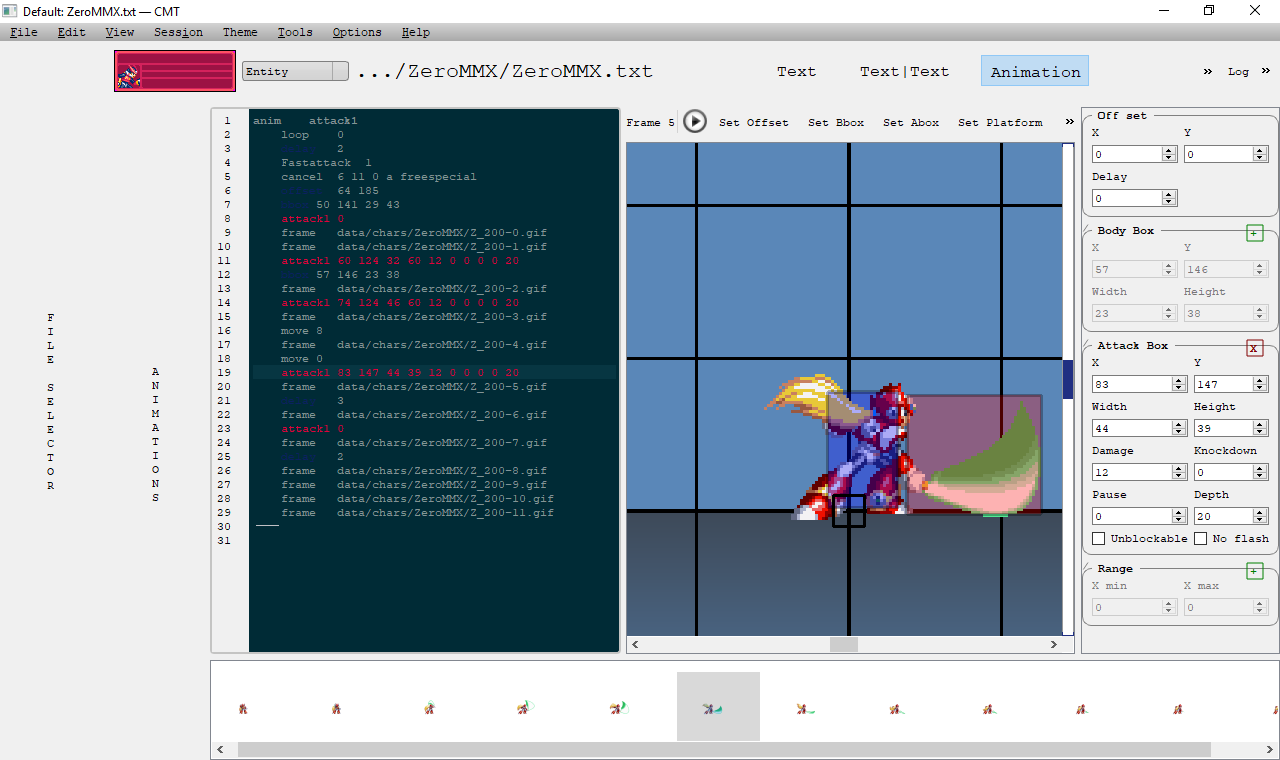 Default: ZeroMMX.txt — CMT
File Edit View Session Theme Tools Options Help
Entity
.../ZeroMMX/ZeroMMX.txt
Text Text|Text Animation » Log »
FILE SELECTOR
ANIMATIONS
1 anim attack1
2 loop 0
3 2
4 Fastattack 1
5 cancel 6 11 0 a freespecial
6 64 185
7 50 141 29 43
8 attack1 0
9 frame data/chars/ZeroMMX/Z_200-0.gif
10 frame data/chars/ZeroMMX/Z_200-1.gif
11 attack1 60 124 32 60 12 0 0 0 0 20
12 57 146 23 38
13 frame data/chars/ZeroMMX/Z_200-2.gif
14 attack1 74 124 46 60 12 0 0 0 0 20
15 frame data/chars/ZeroMMX/Z_200-3.gif
16 move 8
17 frame data/chars/ZeroMMX/Z_200-4.gif
18 move 0
19 attack1 83 147 44 39 12 0 0 0 0 20
20 frame data/chars/ZeroMMX/Z_200-5.gif
21 3
22 frame data/chars/ZeroMMX/Z_200-6.gif
23 attack1 0
24 frame data/chars/ZeroMMX/Z_200-7.gif
25 2
26 frame data/chars/ZeroMMX/Z_200-8.gif
27 frame data/chars/ZeroMMX/Z_200-9.gif
28 frame data/chars/ZeroMMX/Z_200-10.gif
29 frame data/chars/ZeroMMX/Z_200-11.gif
30
31
Frame 5 Set Offset Set Bbox Set Abox Set Platform »
Off set
X Y
0 0
Delay
0
Body Box +
X Y
57 146
Width Height
23 38
Attack Box X
X Y
83 147
Width Height
44 39
Damage Knockdown
12 0
Pause Depth
0 20
Unblockable No flash
Range +
X min X max
0 0